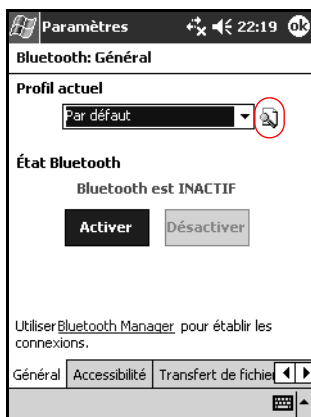 Paramètres 22:19 ok
Bluetooth: Général
Profil actuel
Par défaut
État Bluetooth
Bluetooth est INACTIF
Activer Désactiver
Utiliser Bluetooth Manager pour établir les
connexions.
Général Accessibilité Transfert de fichier